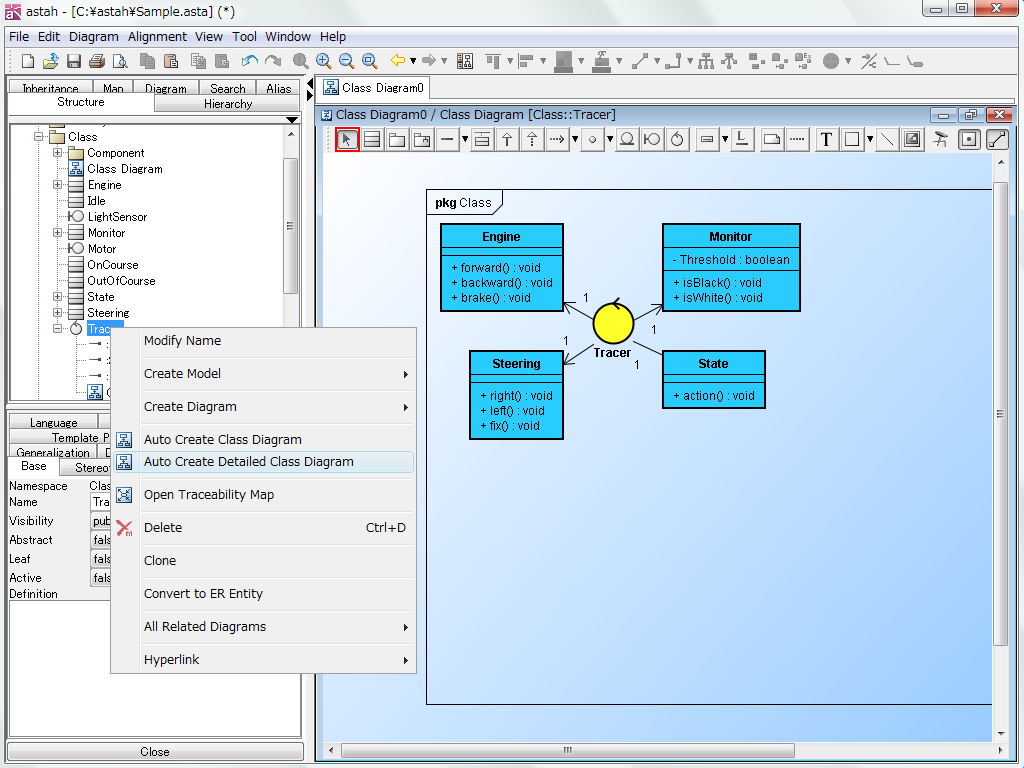 astah - [C:¥astah¥Sample.asta] (*)
File Edit Diagram Alignment View Tool Window Help
Inheritance Map Diagram Search Alias
Structure Hierarchy
Class
Component
Class Diagram
Engine
Idle
LightSensor
Monitor
Motor
OnCourse
OutOfCourse
State
Steering
Trac
Modify Name
Create Model
Create Diagram
Auto Create Class Diagram
Auto Create Detailed Class Diagram
Open Traceability Map
Delete Ctrl+D
Clone
Convert to ER Entity
All Related Diagrams
Hyperlink
Language
Template P
Generalization
Base Stereo
Namespace Clas
Name Tra
Visibility pub
Abstract fals
Leaf fals
Active fals
Definition
Close
Class Diagram0
Class Diagram0 / Class Diagram [Class::Tracer]
T
pkg Class
Engine
+ forward() : void
+ backward() : void
+ brake() : void
Monitor
- Threshold : boolean
+ isBlack() : void
+ isWhite() : void
1
1
Tracer
1
1
Steering
+ right() : void
+ left() : void
+ fix() : void
State
+ action() : void